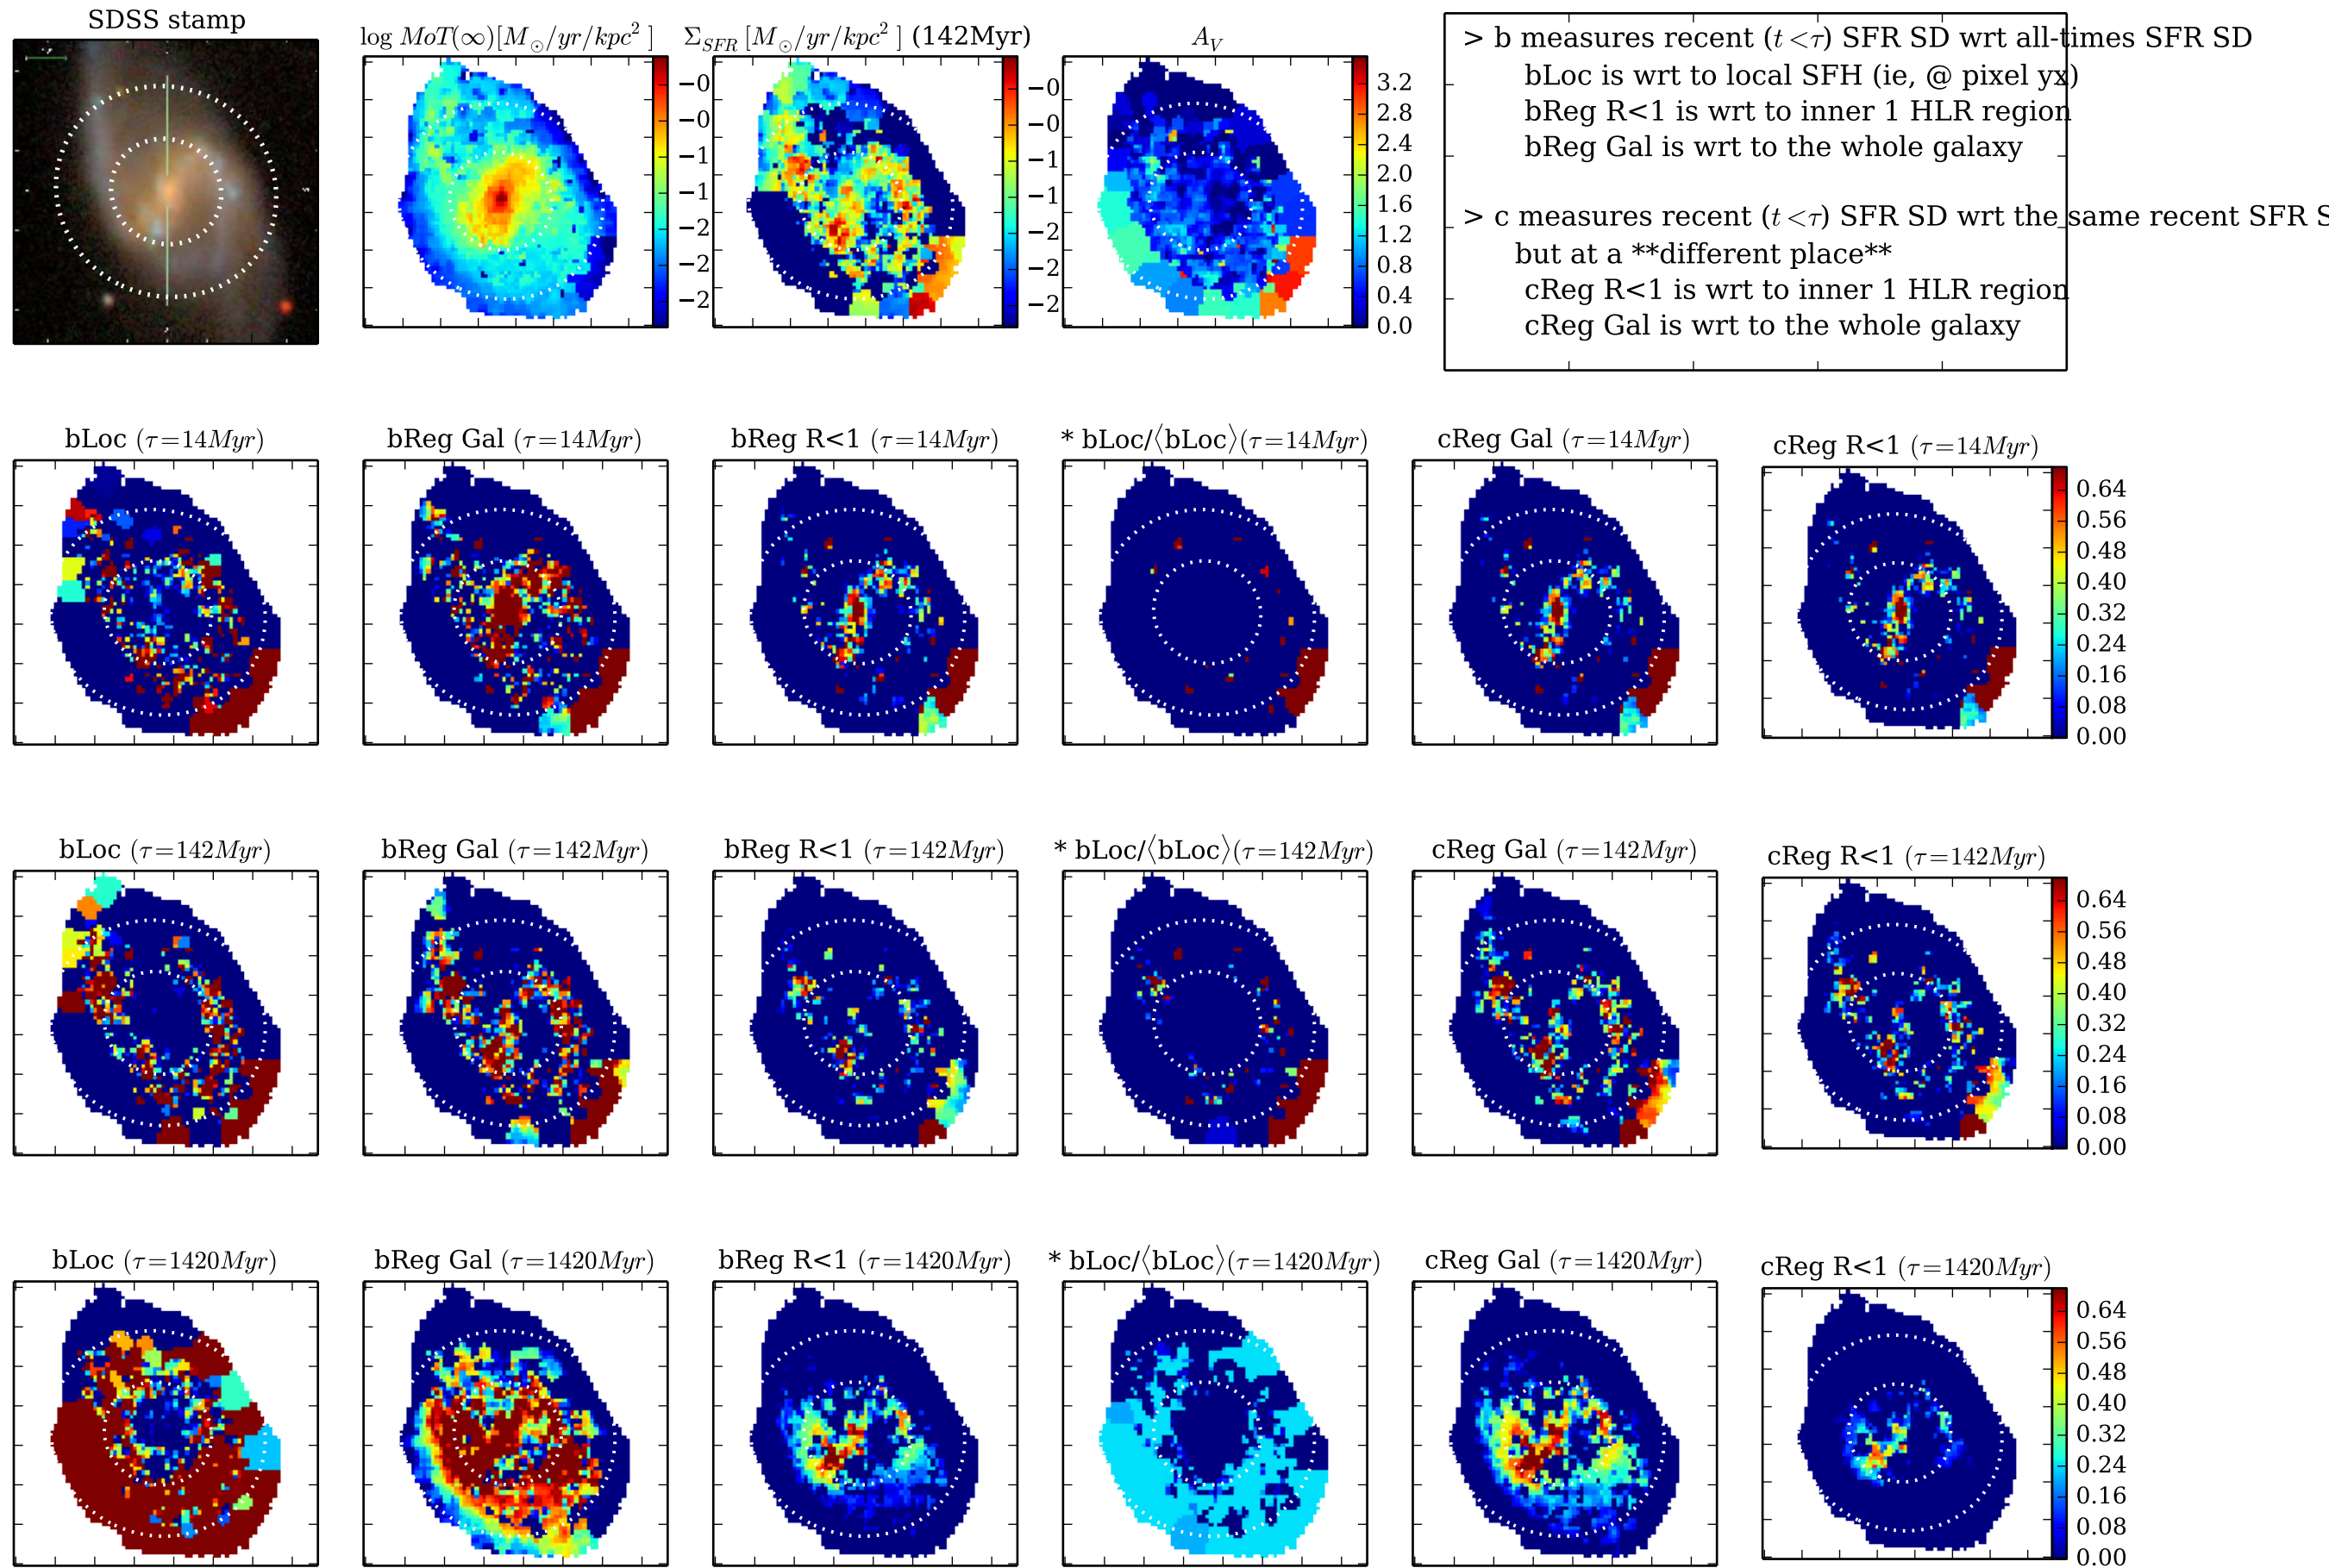 SDSS stamp
log MoT(∞)[M⊙/yr/kpc² ]
Σ_SFR [M⊙/yr/kpc² ] (142Myr)
A_V
−0
−0
−1
−1
−2
−2
−2
−2
−0
−0
−1
−1
−2
−2
−2
3.2
2.8
2.4
2.0
1.6
1.2
0.8
0.4
0.0
> b measures recent (t<τ) SFR SD wrt all-times SFR SD
bLoc is wrt to local SFH (ie, @ pixel yx)
bReg R<1 is wrt to inner 1 HLR region
bReg Gal is wrt to the whole galaxy
> c measures recent (t<τ) SFR SD wrt the same recent SFR S
but at a **different place**
cReg R<1 is wrt to inner 1 HLR region
cReg Gal is wrt to the whole galaxy
bLoc (τ=14Myr)
bReg Gal (τ=14Myr)
bReg R<1 (τ=14Myr)
* bLoc/⟨bLoc⟩(τ=14Myr)
cReg Gal (τ=14Myr)
cReg R<1 (τ=14Myr)
0.64
0.56
0.48
0.40
0.32
0.24
0.16
0.08
0.00
bLoc (τ=142Myr)
bReg Gal (τ=142Myr)
bReg R<1 (τ=142Myr)
* bLoc/⟨bLoc⟩(τ=142Myr)
cReg Gal (τ=142Myr)
cReg R<1 (τ=142Myr)
0.64
0.56
0.48
0.40
0.32
0.24
0.16
0.08
0.00
bLoc (τ=1420Myr)
bReg Gal (τ=1420Myr)
bReg R<1 (τ=1420Myr)
* bLoc/⟨bLoc⟩(τ=1420Myr)
cReg Gal (τ=1420Myr)
cReg R<1 (τ=1420Myr)
0.64
0.56
0.48
0.40
0.32
0.24
0.16
0.08
0.00